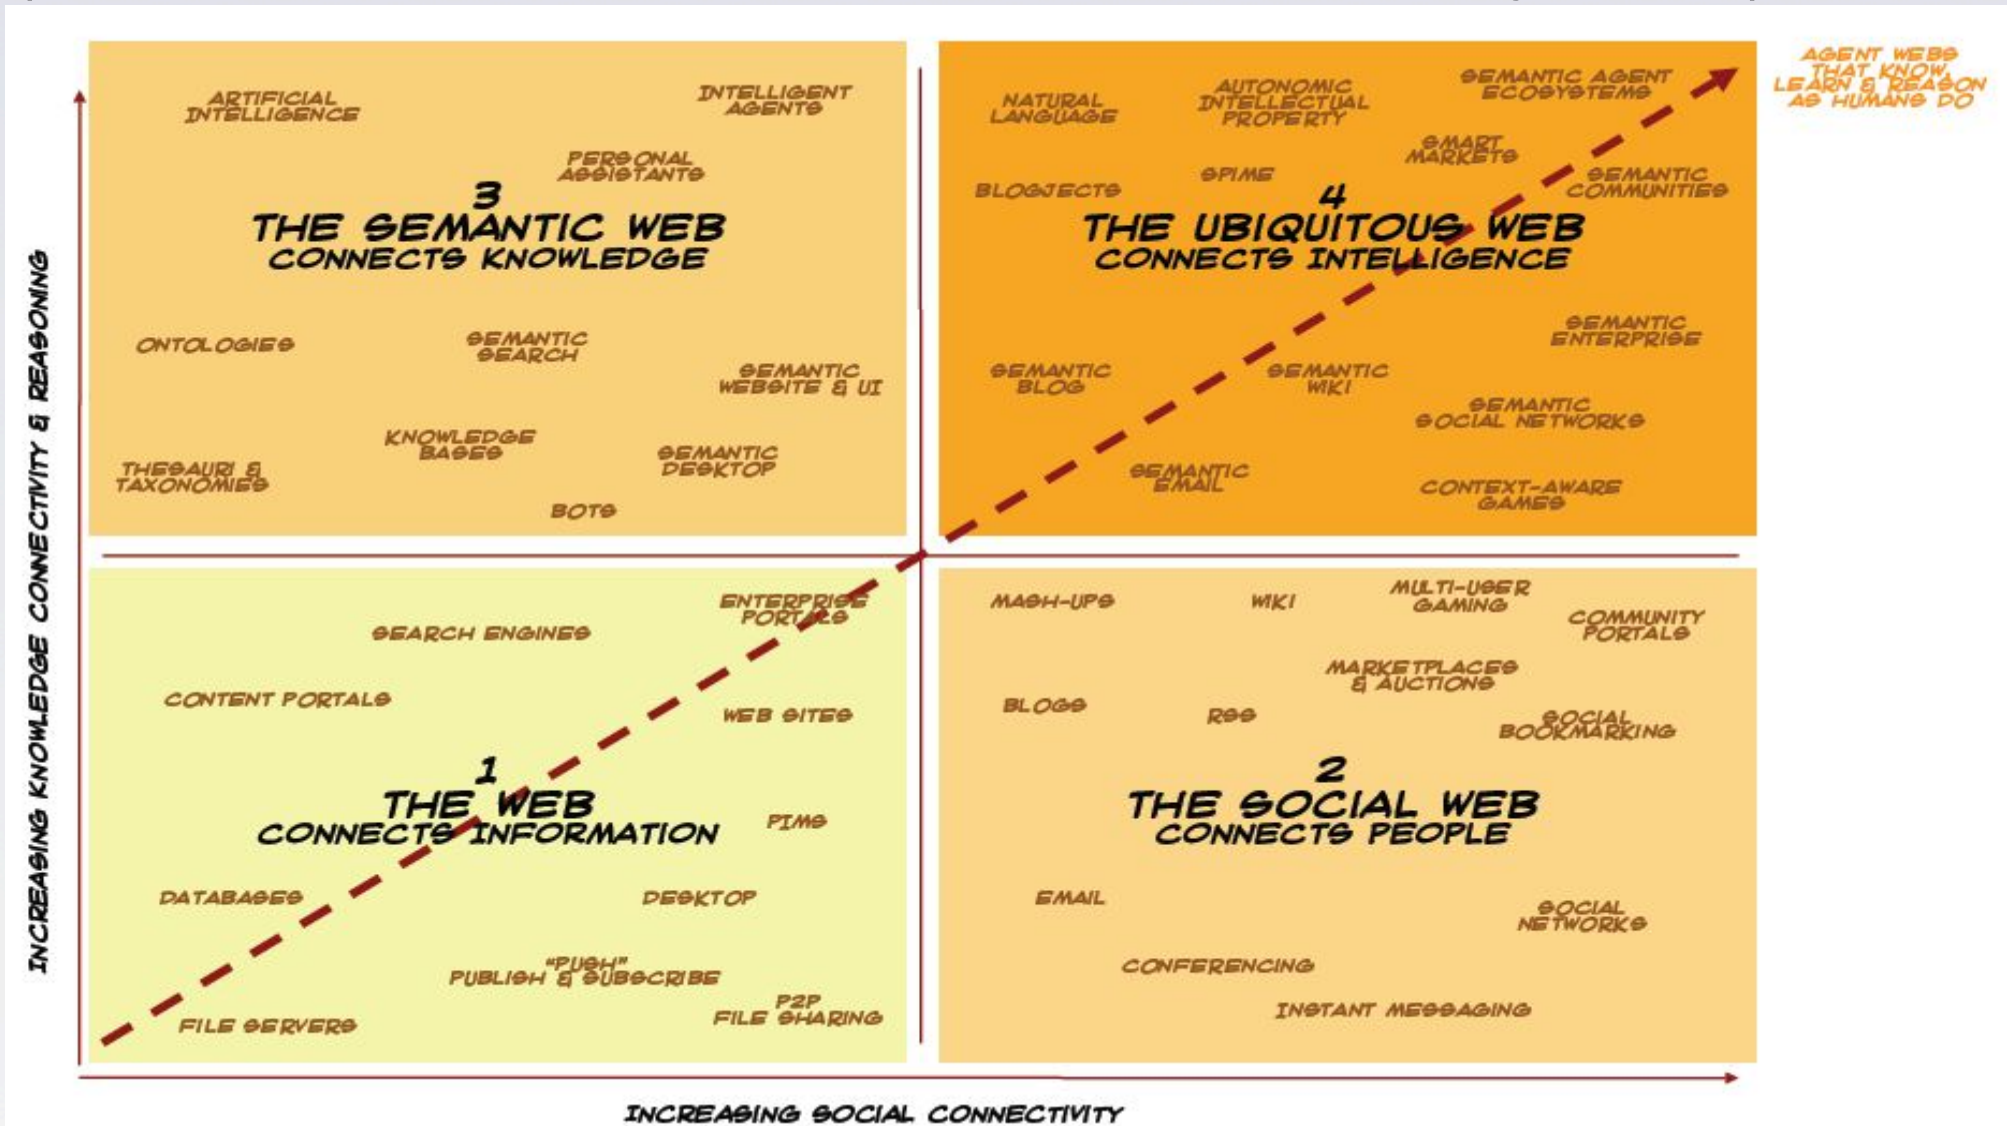 AGENT WEBS
THAT KNOW,
LEARN & REASON
AS HUMANS DO
INCREASING KNOWLEDGE CONNECTIVITY & REASONING
ARTIFICIAL
INTELLIGENCE
INTELLIGENT
AGENTS
PERSONAL
ASSISTANTS
3
THE SEMANTIC WEB
CONNECTS KNOWLEDGE
ONTOLOGIES
SEMANTIC
SEARCH
SEMANTIC
WEBSITE & UI
KNOWLEDGE
BASES
SEMANTIC
DESKTOP
THESAURI &
TAXONOMIES
BOTS
NATURAL
LANGUAGE
AUTONOMIC
INTELLECTUAL
PROPERTY
SEMANTIC AGENT
ECOSYSTEMS
SMART
MARKETS
BLOGJECTS
SPIME
SEMANTIC
COMMUNITIES
4
THE UBIQUITOUS WEB
CONNECTS INTELLIGENCE
SEMANTIC
ENTERPRISE
SEMANTIC
BLOG
SEMANTIC
WIKI
SEMANTIC
SOCIAL NETWORKS
SEMANTIC
EMAIL
CONTEXT-AWARE
GAMES
ENTERPRISE
PORTALS
SEARCH ENGINES
CONTENT PORTALS
WEB SITES
1
THE WEB
CONNECTS INFORMATION
PIMS
DATABASES
DESKTOP
"PUSH"
PUBLISH & SUBSCRIBE
P2P
FILE SHARING
FILE SERVERS
MASH-UPS
WIKI
MULTI-USER
GAMING
COMMUNITY
PORTALS
MARKETPLACES
& AUCTIONS
BLOGS
RSS
SOCIAL
BOOKMARKING
2
THE SOCIAL WEB
CONNECTS PEOPLE
EMAIL
SOCIAL
NETWORKS
CONFERENCING
INSTANT MESSAGING
INCREASING SOCIAL CONNECTIVITY